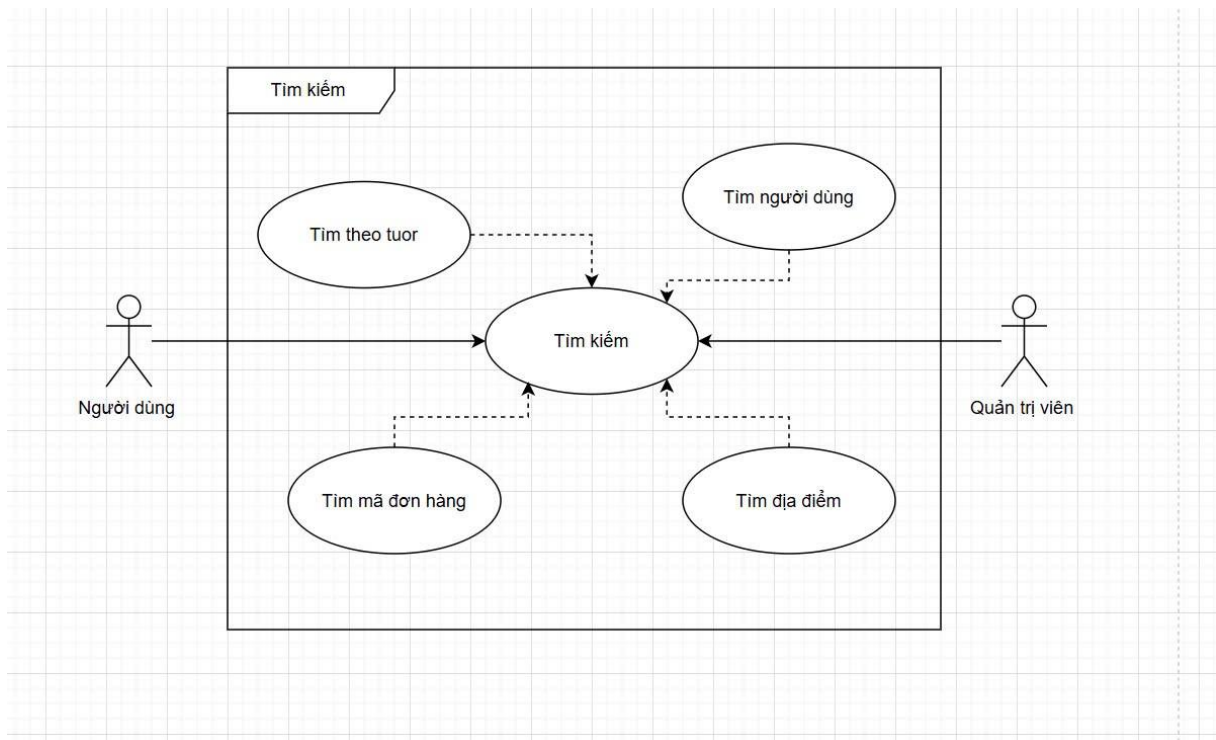 Tìm kiếm
Tìm người dùng
Tìm theo tuor
Tìm kiếm
Người dùng
Quản trị viên
Tìm mã đơn hàng
Tìm địa điểm